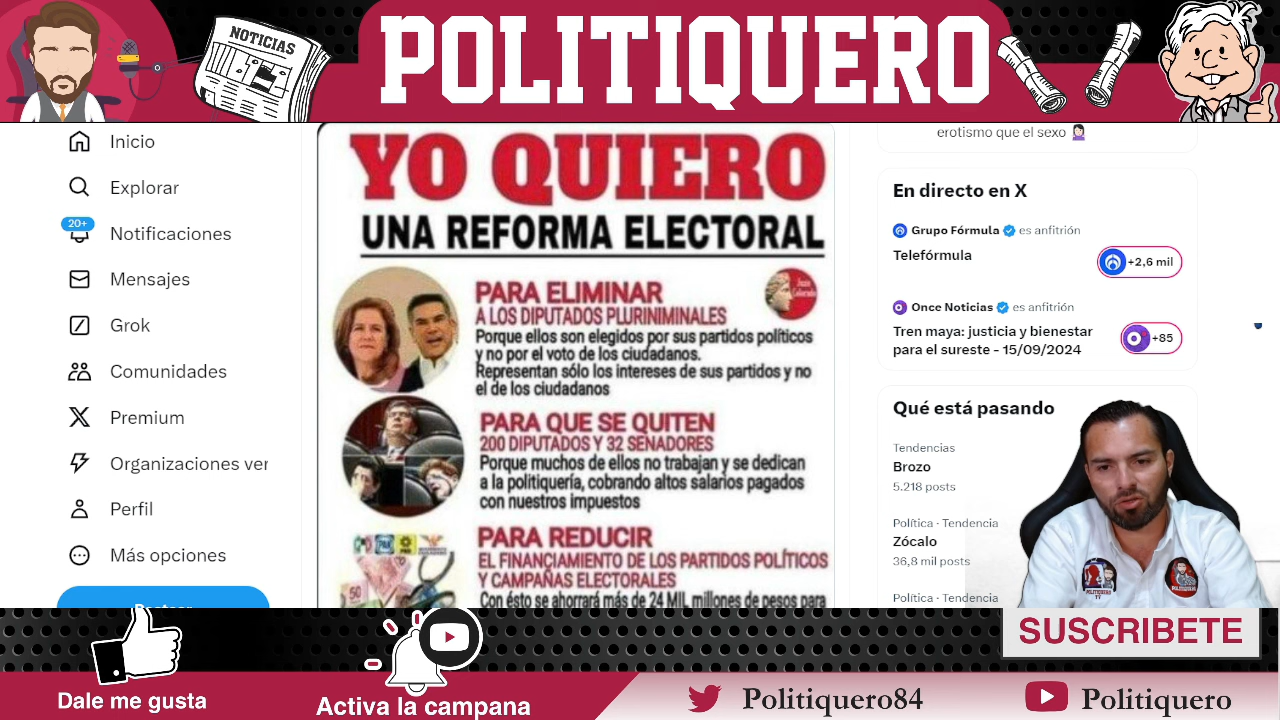 NOTICIAS
POLITIQUERO
Inicio
Explorar
20+
Notificaciones
Mensajes
Grok
Comunidades
Premium
Organizaciones ver
Perfil
Más opciones
Postear
YO QUIERO
UNA REFORMA ELECTORAL
PARA ELIMINAR
A LOS DIPUTADOS PLURINIMINALES
Porque ellos son elegidos por sus partidos políticos
y no por el voto de los ciudadanos.
Representan sólo los intereses de sus partidos y no
el de los ciudadanos
PARA QUE SE QUITEN
200 DIPUTADOS Y 32 SENADORES
Porque muchos de ellos no trabajan y se dedican
a la politiquería, cobrando altos salarios pagados
con nuestros impuestos
PARA REDUCIR
EL FINANCIAMIENTO DE LOS PARTIDOS POLÍTICOS
Y CAMPAÑAS ELECTORALES
Con ésto se ahorrará más de 24 MIL millones de pesos para
PRI PAN PRD
50
erotismo que el sexo
En directo en X
Grupo Fórmula es anfitrión
Telefórmula
+2,6 mil
Once Noticias es anfitrión
Tren maya: justicia y bienestar
para el sureste - 15/09/2024
+85
Qué está pasando
Tendencias
Brozo
5.218 posts
Política · Tendencia
Zócalo
36,8 mil posts
Política · Tendencia
POLITIQUERO
SUSCRIBETE
Dale me gusta
Activa la campana
Politiquero84
Politiquero